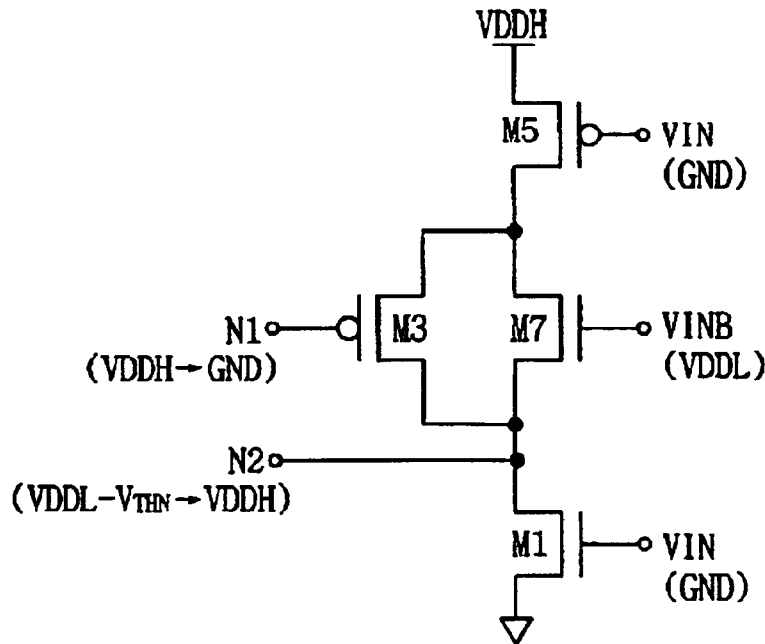 VDDH
M5
VIN
(GND)
N1
M3
M7
VINB
(VDDH→GND)
(VDDL)
N2
(VDDL-VTHN→VDDH)
M1
VIN
(GND)